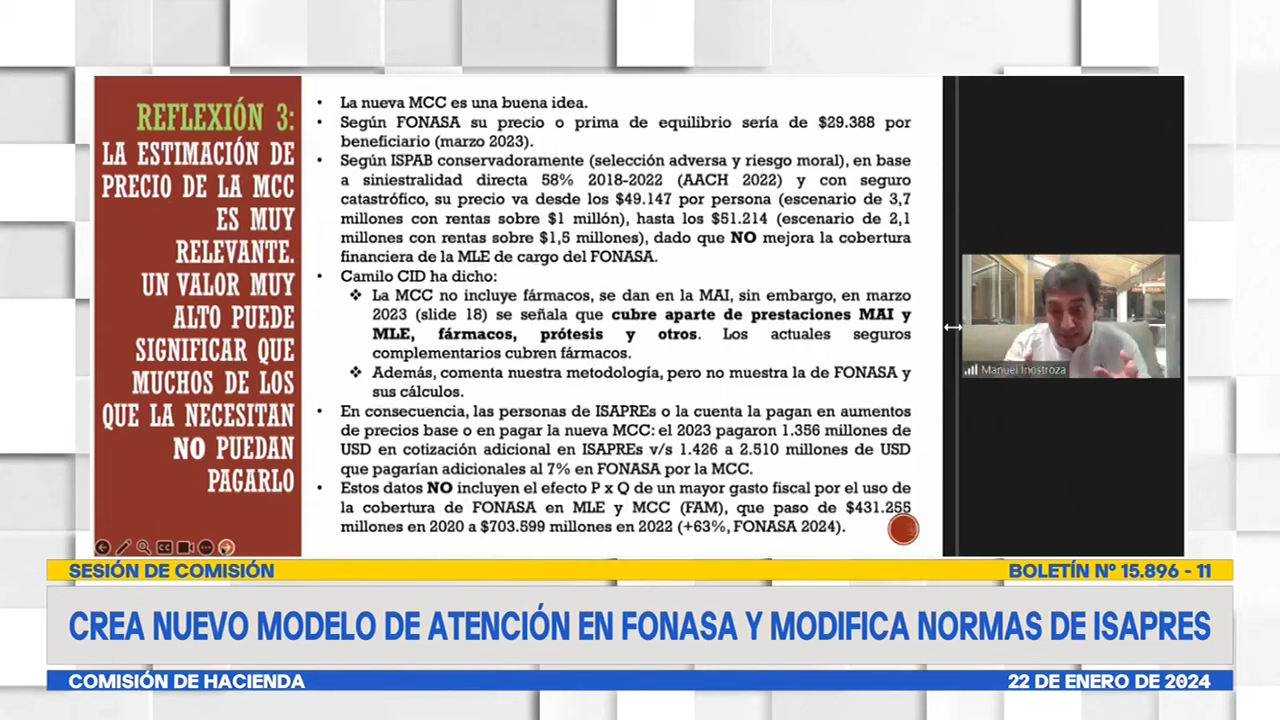 REFLEXIÓN 3:
LA ESTIMACIÓN DE
PRECIO DE LA MCC
ES MUY
RELEVANTE.
UN VALOR MUY
ALTO PUEDE
SIGNIFICAR QUE
MUCHOS DE LOS
QUE LA NECESITAN
NO PUEDAN
PAGARLO
• La nueva MCC es una buena idea.
• Según FONASA su precio o prima de equilibrio sería de $29.388 por
beneficiario (marzo 2023).
• Según ISPAB conservadoramente (selección adversa y riesgo moral), en base
a siniestralidad directa 58% 2018-2022 (AACH 2022) y con seguro
catastrófico, su precio va desde los $49.147 por persona (escenario de 3,7
millones con rentas sobre $1 millón), hasta los $51.214 (escenario de 2,1
millones con rentas sobre $1,5 millones), dado que NO mejora la cobertura
financiera de la MLE de cargo del FONASA.
• Camilo CID ha dicho:
❖ La MCC no incluye fármacos, se dan en la MAI, sin embargo, en marzo
2023 (slide 18) se señala que cubre aparte de prestaciones MAI y
MLE, fármacos, prótesis y otros. Los actuales seguros
complementarios cubren fármacos.
❖ Además, comenta nuestra metodología, pero no muestra la de FONASA y
sus cálculos.
• En consecuencia, las personas de ISAPREs o la cuenta la pagan en aumentos
de precios base o en pagar la nueva MCC: el 2023 pagaron 1.356 millones de
USD en cotización adicional en ISAPREs v/s 1.426 a 2.510 millones de USD
que pagarían adicionales al 7% en FONASA por la MCC.
• Estos datos NO incluyen el efecto P x Q de un mayor gasto fiscal por el uso de
la cobertura de FONASA en MLE y MCC (FAM), que paso de $431.255
millones en 2020 a $703.599 millones en 2022 (+63%, FONASA 2024).
Manuel Inostroza
SESIÓN DE COMISIÓN
BOLETÍN N° 15.896 - 11
CREA NUEVO MODELO DE ATENCIÓN EN FONASA Y MODIFICA NORMAS DE ISAPRES
COMISIÓN DE HACIENDA
22 DE ENERO DE 2024